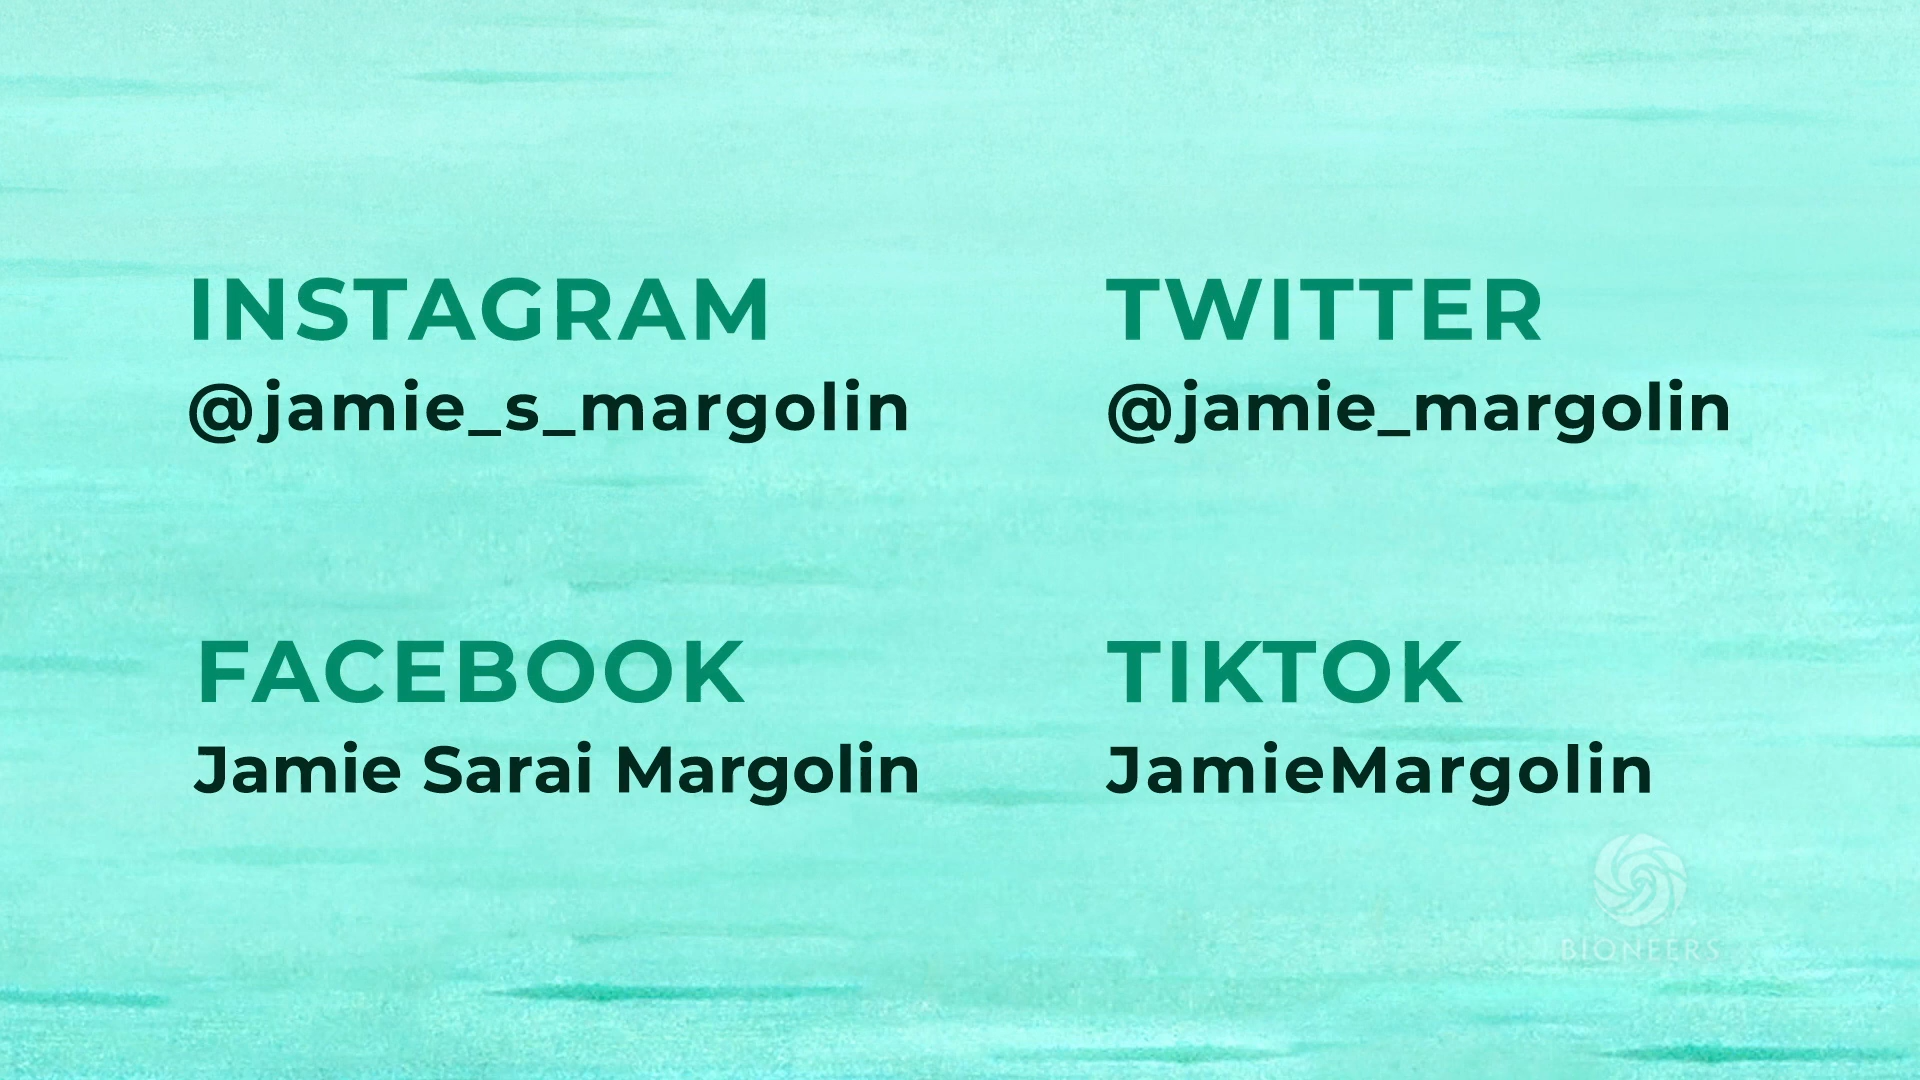 INSTAGRAM
@jamie_s_margolin
TWITTER
@jamie_margolin
FACEBOOK
Jamie Sarai Margolin
TIKTOK
JamieMargolin
BIONEERS